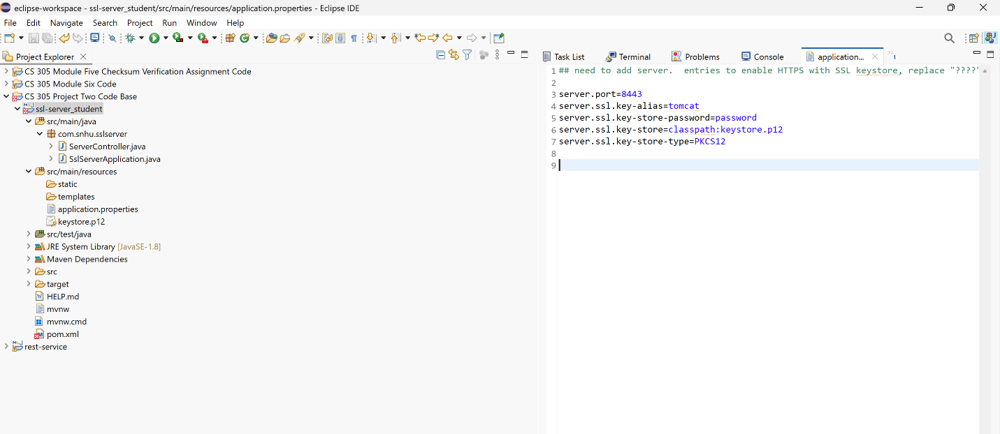 eclipse-workspace - ssl-server_student/src/main/resources/application.properties - Eclipse IDE
File Edit Navigate Search Project Run Window Help
Project Explorer
CS 305 Module Five Checksum Verification Assignment Code
CS 305 Module Six Code
CS 305 Project Two Code Base
ssl-server_student
src/main/java
com.snhu.sslserver
ServerController.java
SslServerApplication.java
src/main/resources
static
templates
application.properties
keystore.p12
src/test/java
JRE System Library [JavaSE-1.8]
Maven Dependencies
src
target
HELP.md
mvnw
mvnw.cmd
pom.xml
rest-service
Task List Terminal Problems Console application... 1
1 ## need to add server.  entries to enable HTTPS with SSL keystore, replace "????"
2
3 server.port=8443
4 server.ssl.key-alias=tomcat
5 server.ssl.key-store-password=password
6 server.ssl.key-store=classpath:keystore.p12
7 server.ssl.key-store-type=PKCS12
8
9